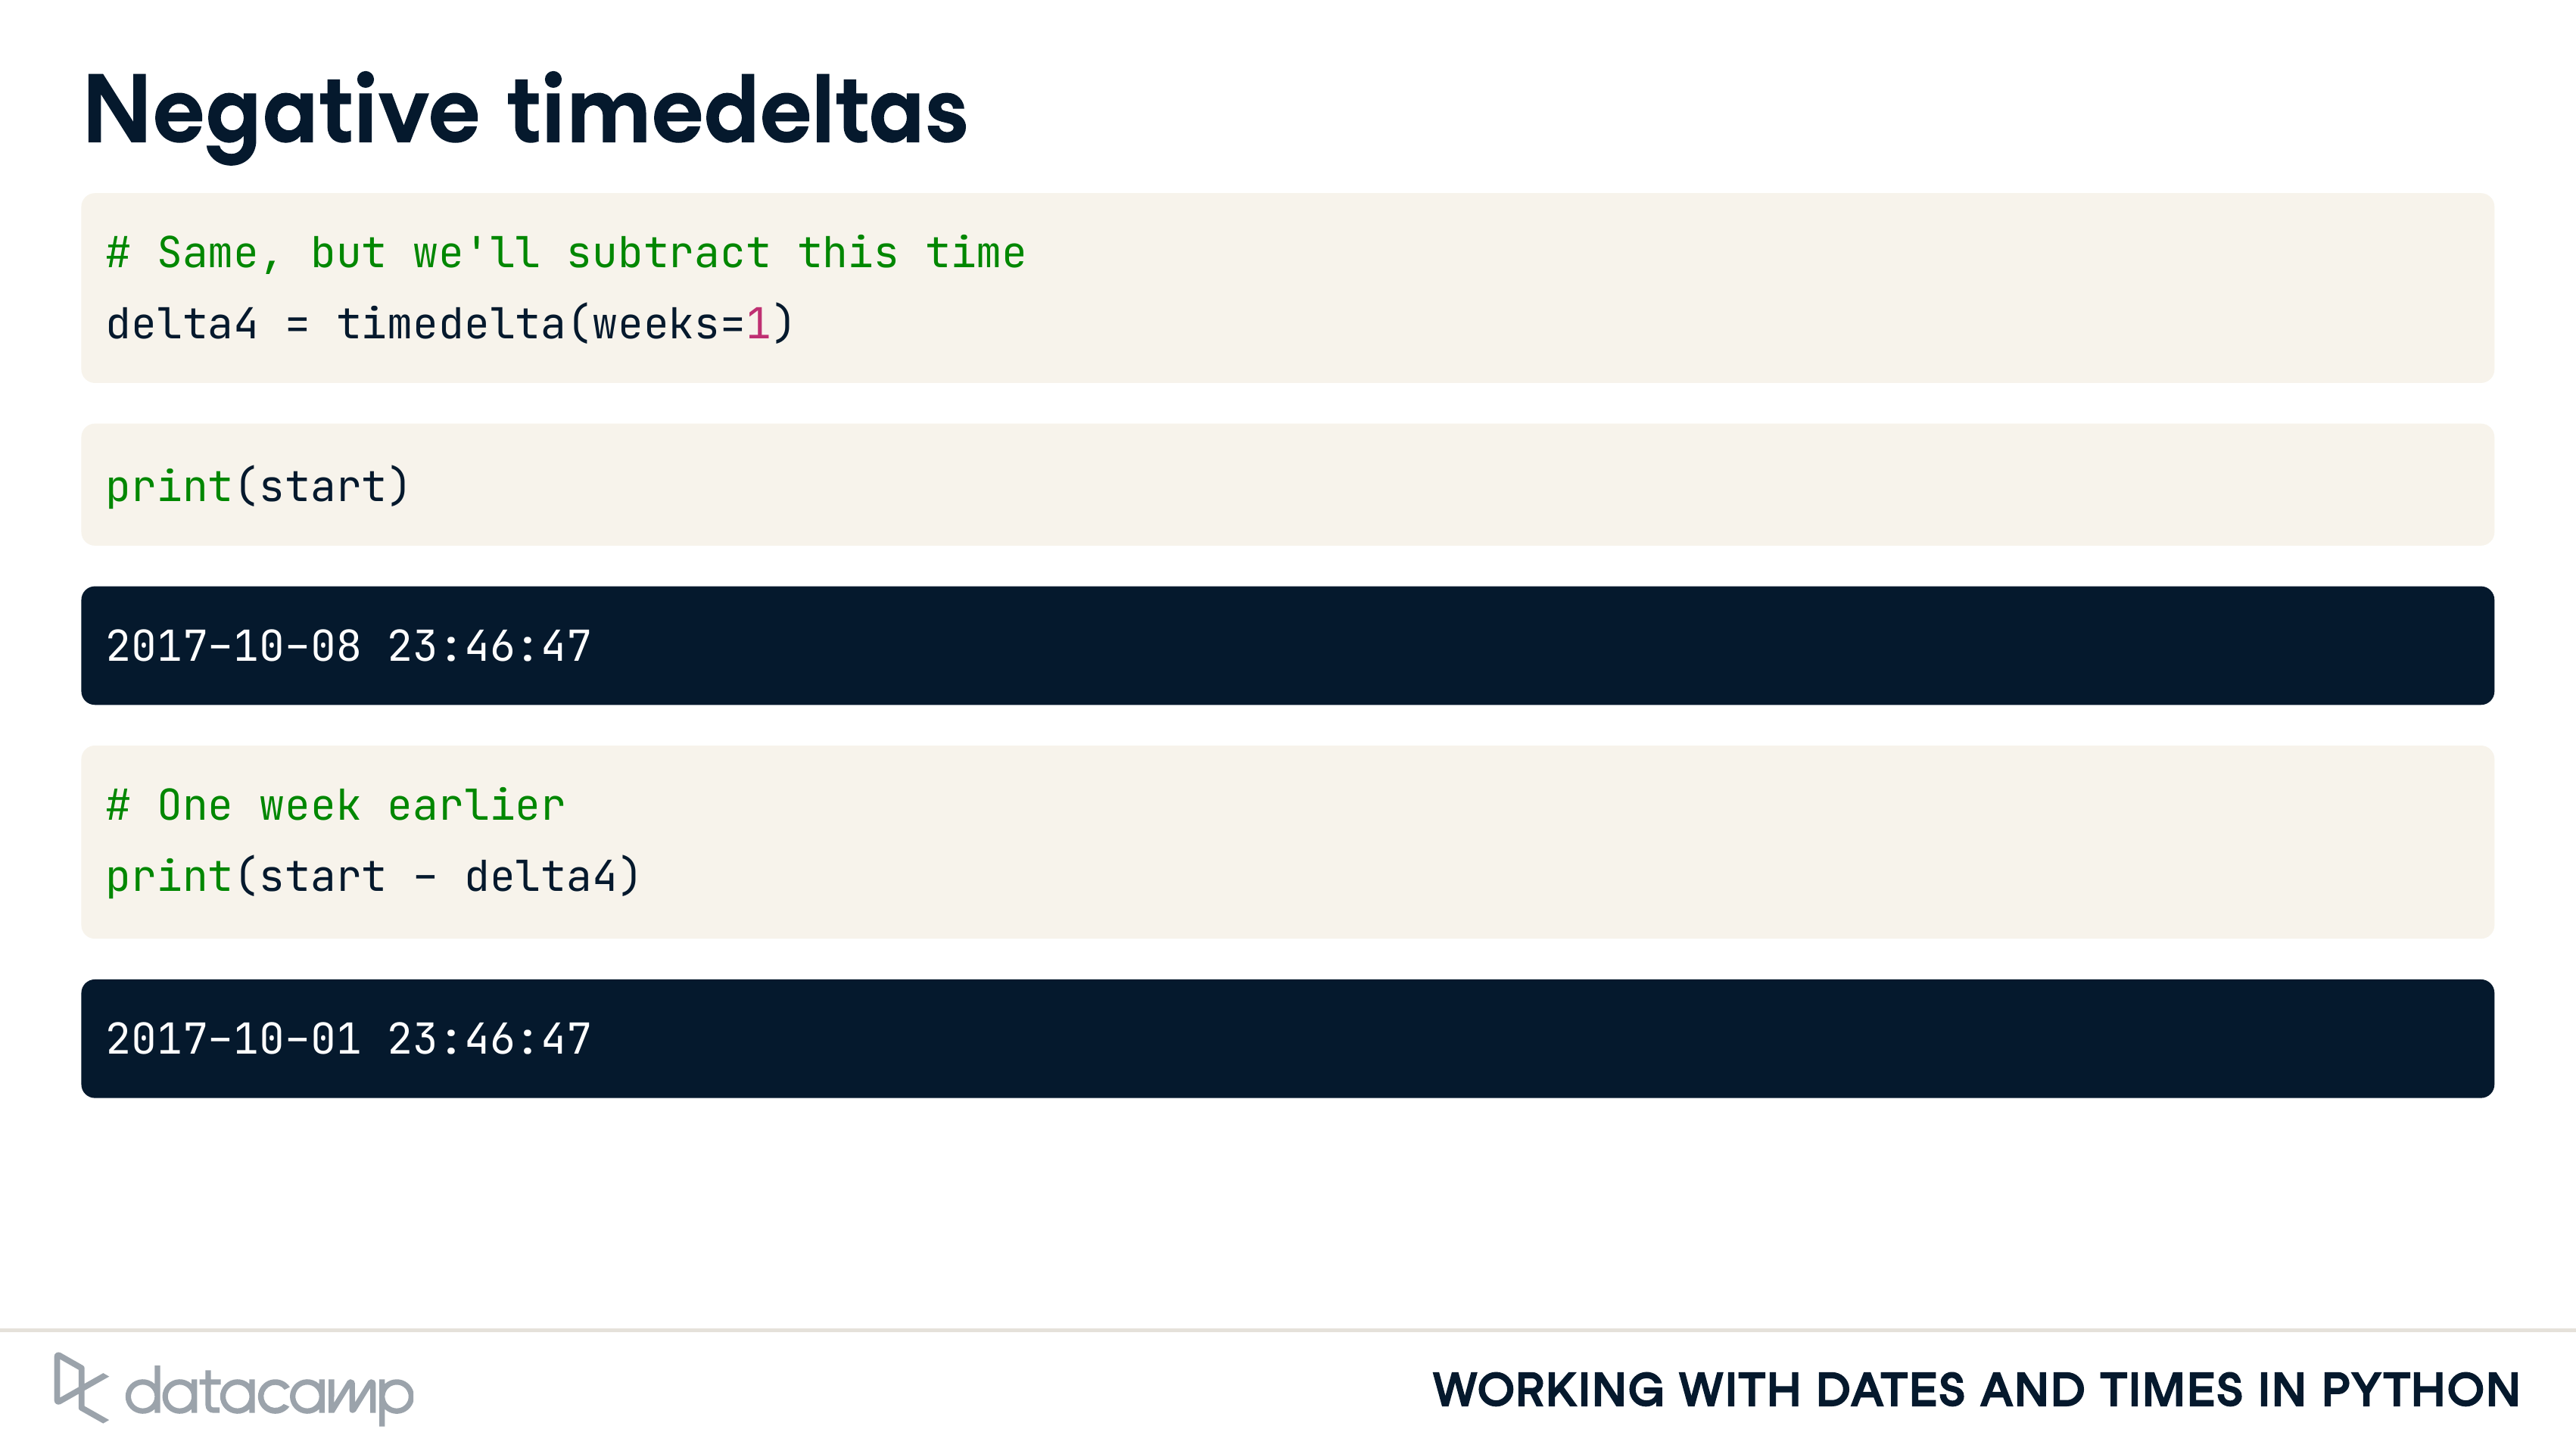 Negative timedeltas
# Same, but we'll subtract this time
delta4 = timedelta(weeks=1)
print(start)
2017-10-08 23:46:47
# One week earlier
print(start - delta4)
2017-10-01 23:46:47
datacamp
WORKING WITH DATES AND TIMES IN PYTHON